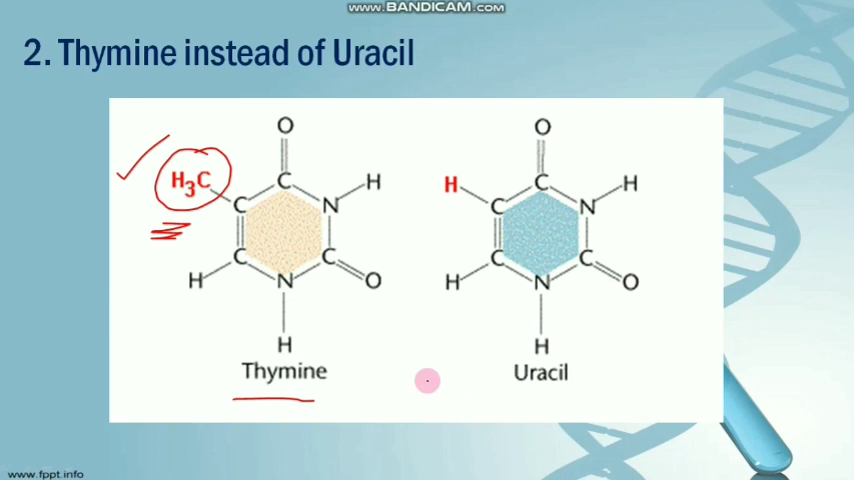 WWW.BANDICAM.COM
2. Thymine instead of Uracil
O O
H₃C C H H C H
C N C N
C C C C
H N O H N O
H H
Thymine Uracil
www.fppt.info